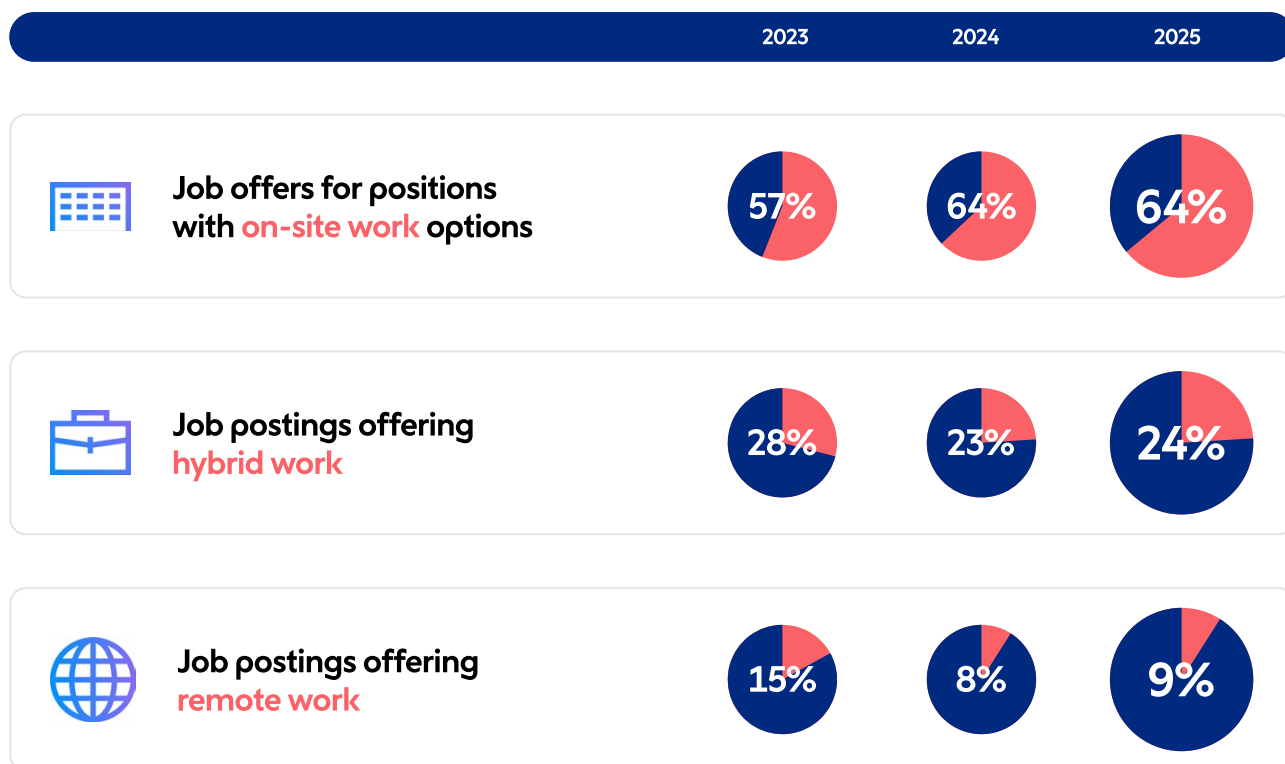 2023 2024 2025
Job offers for positions
with on-site work options
57% 64% 64%
Job postings offering
hybrid work
28% 23% 24%
Job postings offering
remote work
15% 8% 9%